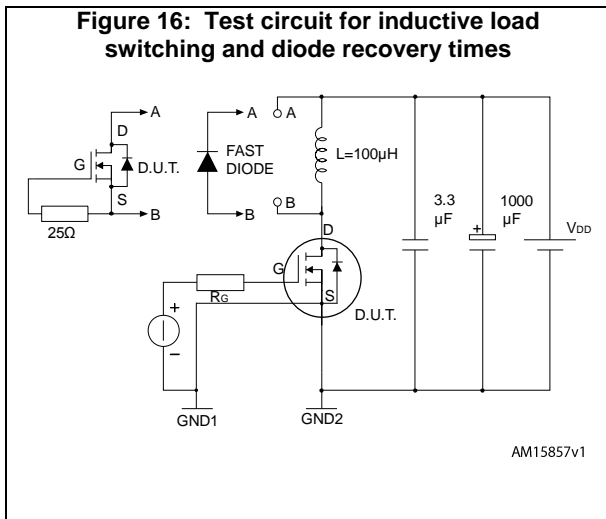 Figure 16: Test circuit for inductive load
switching and diode recovery times
A
D
G
D.U.T.
S
B
25Ω
A
FAST
DIODE
B
A
L=100µH
B
D
G
S
RG
D.U.T.
+
−
GND1
GND2
3.3
µF
+
1000
µF
VDD
AM15857v1